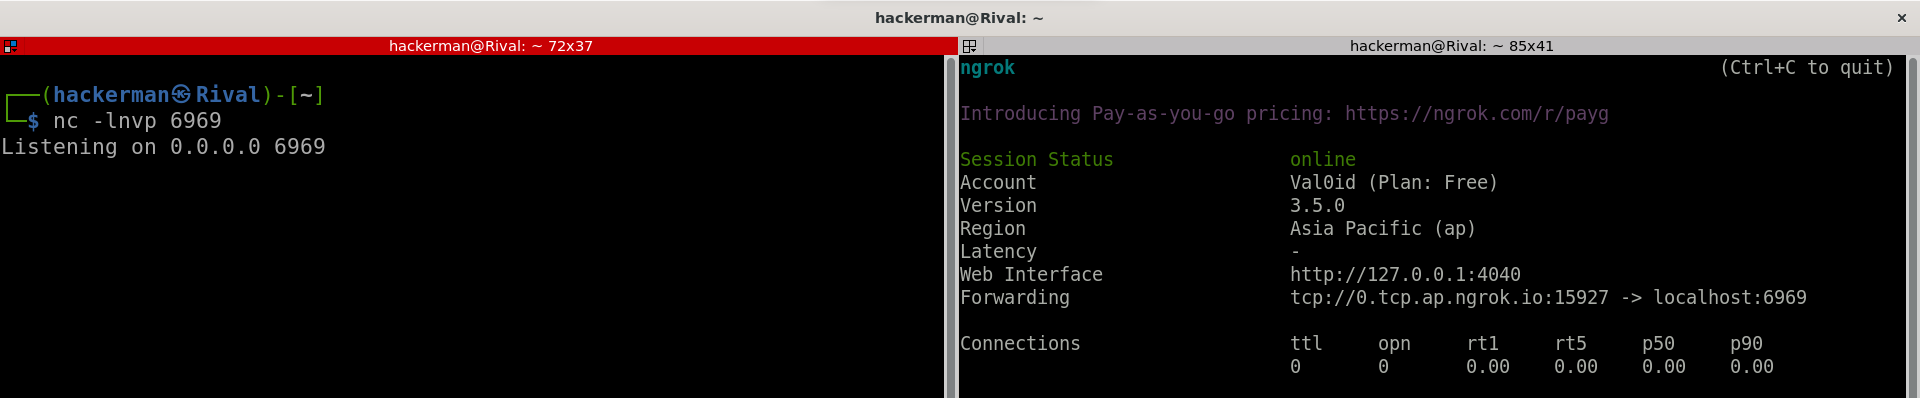 hackerman@Rival: ~
×
hackerman@Rival: ~ 72x37
(hackerman㉿Rival)-[~]
$ nc -lnvp 6969
Listening on 0.0.0.0 6969
hackerman@Rival: ~ 85x41
ngrok (Ctrl+C to quit)
Introducing Pay-as-you-go pricing: https://ngrok.com/r/payg
Session Status online
Account Val0id (Plan: Free)
Version 3.5.0
Region Asia Pacific (ap)
Latency -
Web Interface http://127.0.0.1:4040
Forwarding tcp://0.tcp.ap.ngrok.io:15927 -> localhost:6969
Connections ttl opn rt1 rt5 p50 p90
0 0 0.00 0.00 0.00 0.00